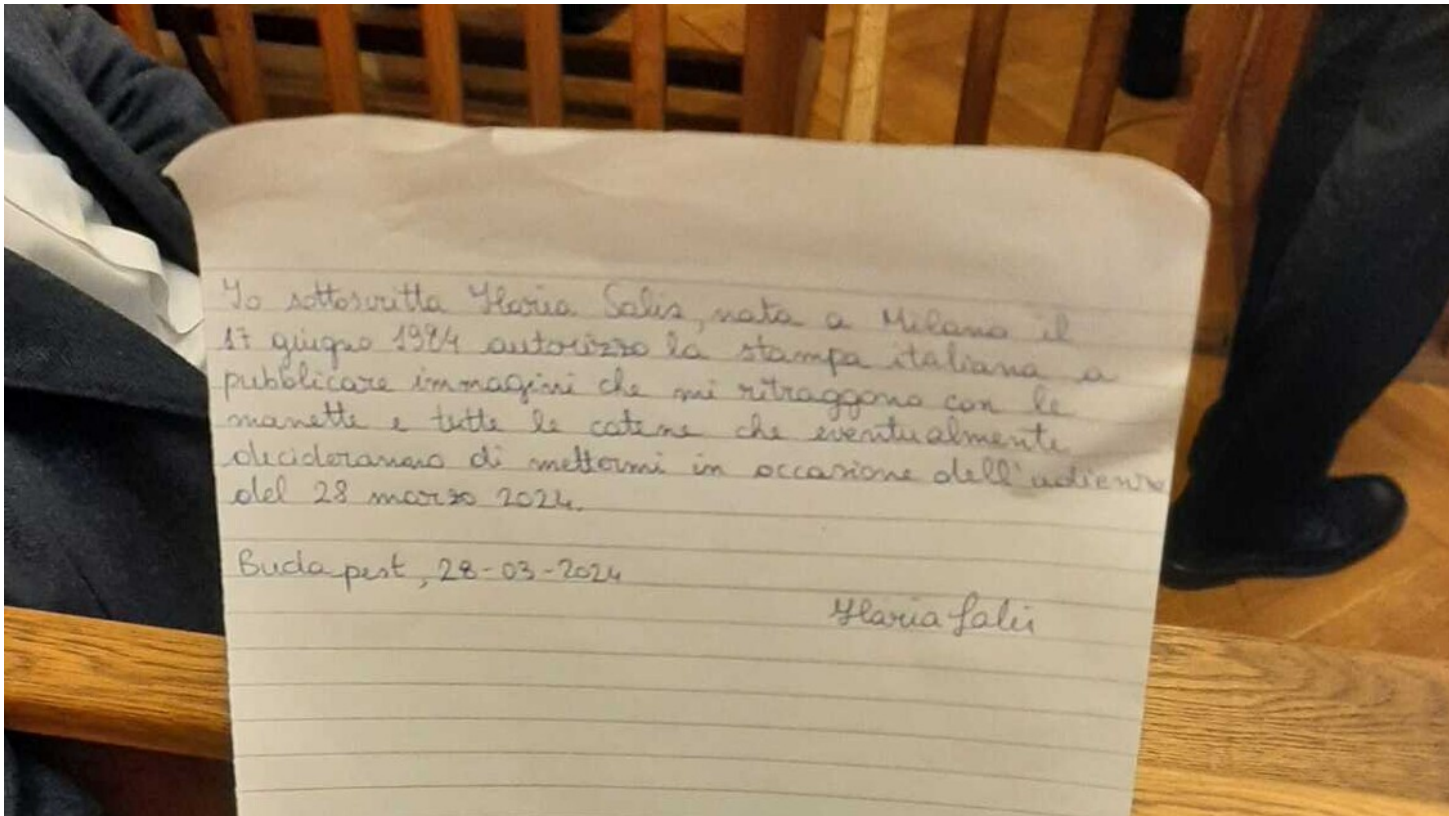 Io sottoscritta Ilaria Salis, nata a Milano il
17 giugno 1984 autorizzo la stampa italiana a
pubblicare immagini che mi ritraggono con le
manette e tutte le catene che eventualmente
decideranno di mettermi in occasione dell'udienza
del 28 marzo 2024.
Budapest, 28-03-2024
Ilaria Salis